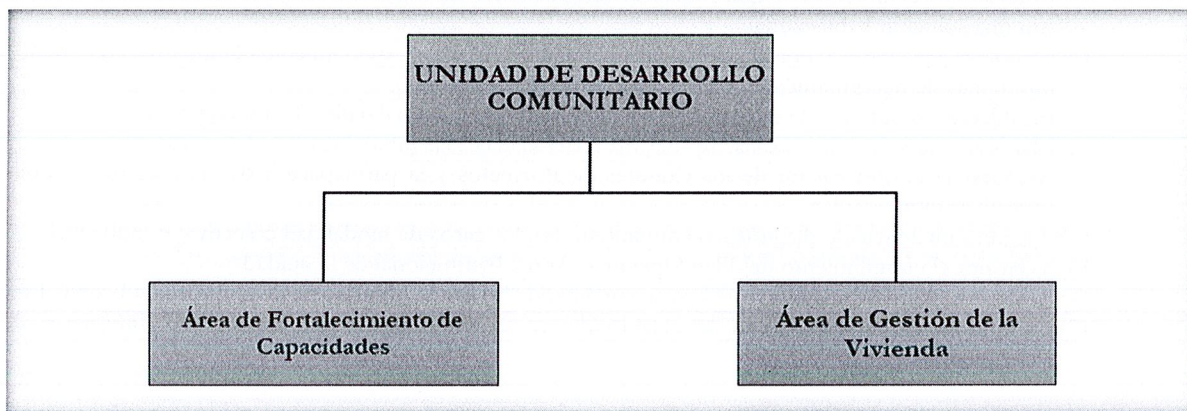 UNIDAD DE DESARROLLO
COMUNITARIO
Área de Fortalecimiento de
Capacidades
Área de Gestión de la
Vivienda